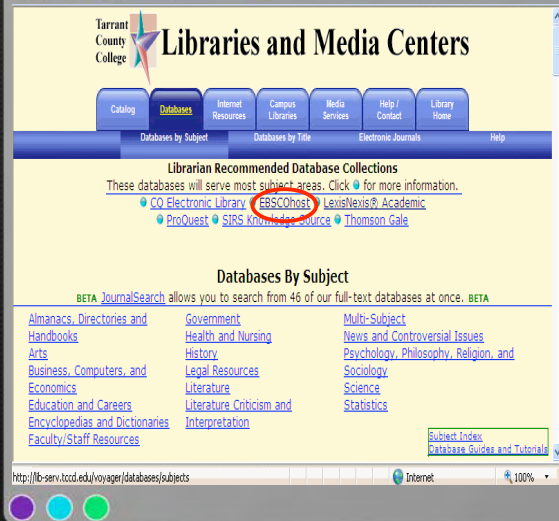 Tarrant
County
College
Libraries and Media Centers
Catalog
Databases
Internet
Resources
Campus
Libraries
Media
Services
Help /
Contact
Library
Home
Databases by Subject
Databases by Title
Electronic Journals
Help
Librarian Recommended Database Collections
These databases will serve most subject areas. Click for more information.
CQ Electronic Library EBSCOhost LexisNexis® Academic
ProQuest SIRS Knowledge Source Thomson Gale
Databases By Subject
BETA JournalSearch allows you to search from 46 of our full-text databases at once. BETA
Almanacs, Directories and
Handbooks
Arts
Business, Computers, and
Economics
Education and Careers
Encyclopedias and Dictionaries
Faculty/Staff Resources
Government
Health and Nursing
History
Legal Resources
Literature
Literature Criticism and
Interpretation
Multi-Subject
News and Controversial Issues
Psychology, Philosophy, Religion, and
Sociology
Science
Statistics
Subject Index
Database Guides and Tutorials
http://lib-serv.tccd.edu/voyager/databases/subjects
Internet
100%